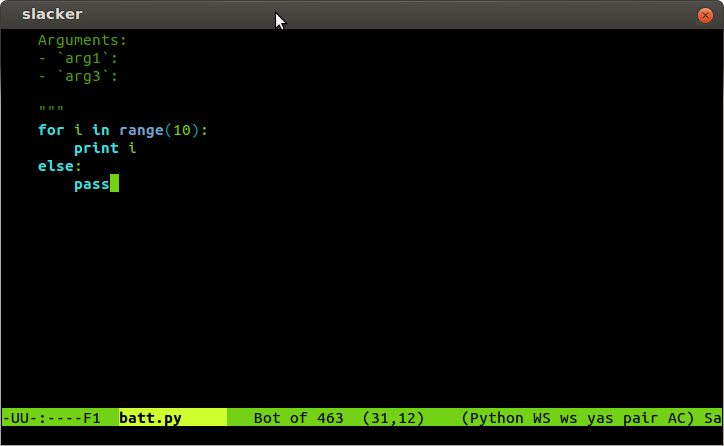 slacker
Arguments:
- `arg1`:
- `arg3`:
"""
for i in range(10):
print i
else:
pass
-UU-:----F1 batt.py Bot of 463 (31,12) (Python WS ws yas pair AC) Sa